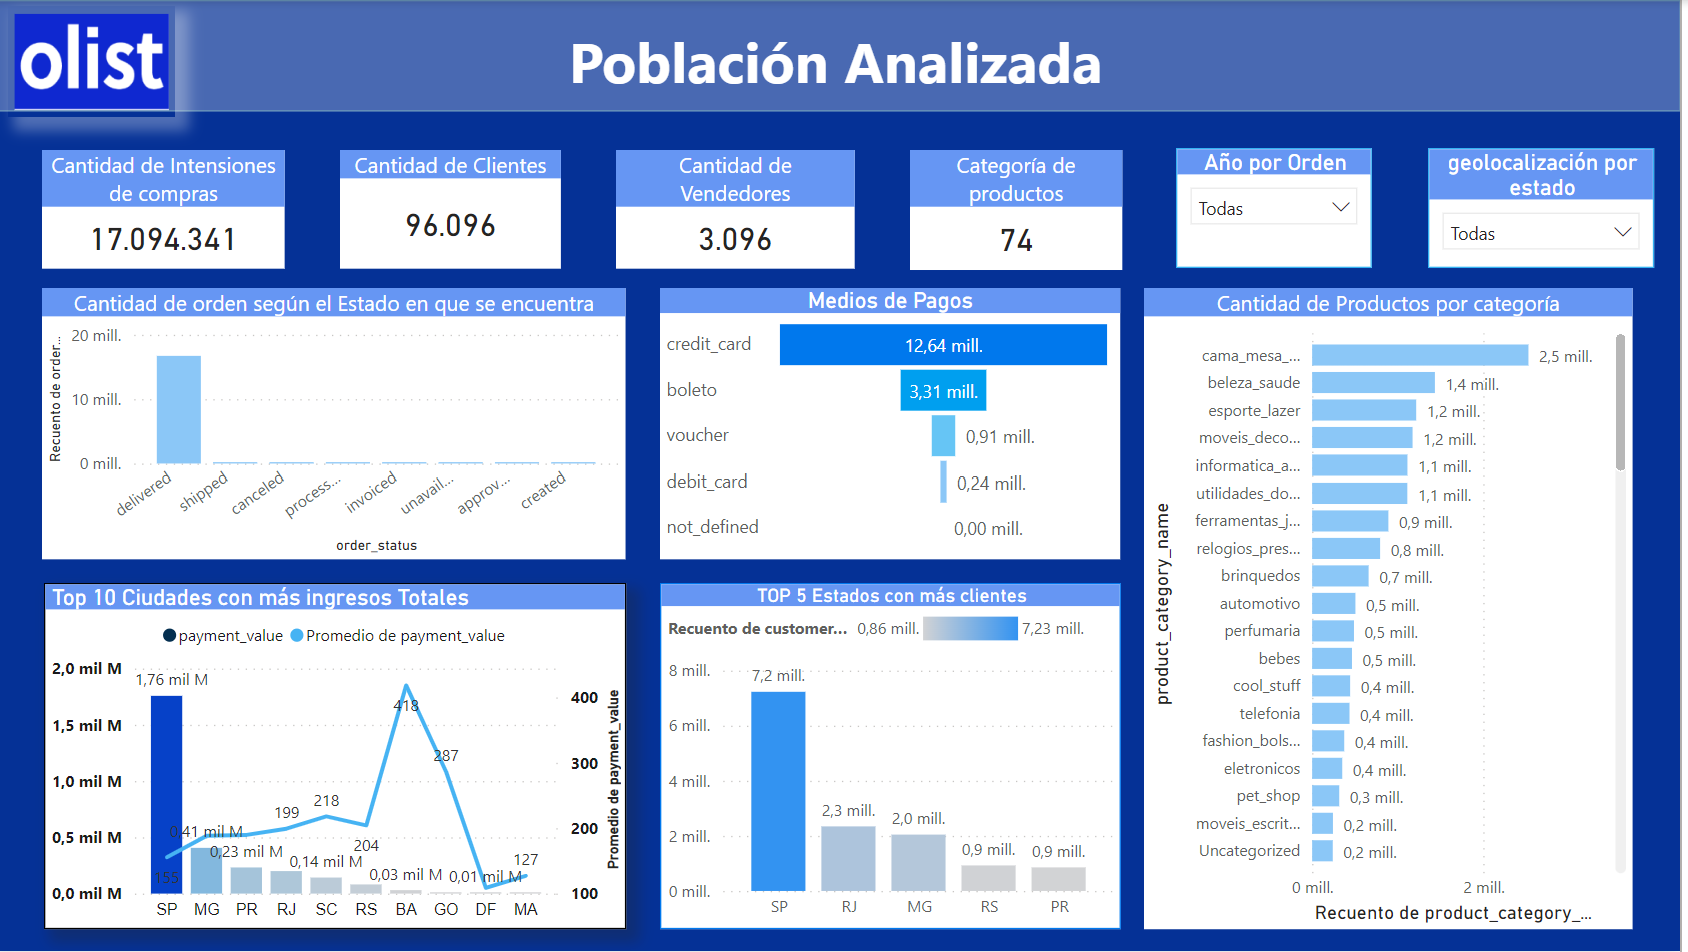 olist
Población Analizada
Cantidad de Intensiones
de compras
17.094.341
Cantidad de Clientes
96.096
Cantidad de
Vendedores
3.096
Categoría de
productos
74
Año por Orden
Todas
geolocalización por
estado
Todas
Cantidad de orden según el Estado en que se encuentra
Recuento de order...
20 mill.
10 mill.
0 mill.
delivered
shipped
canceled
process...
invoiced
unavail...
approv...
created
order_status
Medios de Pagos
credit_card
12,64 mill.
boleto
3,31 mill.
voucher
0,91 mill.
debit_card
0,24 mill.
not_defined
0,00 mill.
Cantidad de Productos por categoría
product_category_name
cama_mesa_... 2,5 mill.
beleza_saude 1,4 mill.
esporte_lazer 1,2 mill.
moveis_deco... 1,2 mill.
informatica_a... 1,1 mill.
utilidades_do... 1,1 mill.
ferramentas_j... 0,9 mill.
relogios_pres... 0,8 mill.
brinquedos 0,7 mill.
automotivo 0,5 mill.
perfumaria 0,5 mill.
bebes 0,5 mill.
cool_stuff 0,4 mill.
telefonia 0,4 mill.
fashion_bols... 0,4 mill.
eletronicos 0,4 mill.
pet_shop 0,3 mill.
moveis_escrit... 0,2 mill.
Uncategorized 0,2 mill.
0 mill. 2 mill.
Recuento de product_category_...
Top 10 Ciudades con más ingresos Totales
payment_value Promedio de payment_value
2,0 mil M
1,5 mil M
1,0 mil M
0,5 mil M
0,0 mil M
1,76 mil M
0,41 mil M
0,23 mil M
0,14 mil M
0,03 mil M
0,01 mil M
155
199
218
204
418
287
127
400
300
200
100
Promedio de payment_value
SP MG PR RJ SC RS BA GO DF MA
TOP 5 Estados con más clientes
Recuento de customer... 0,86 mill. 7,23 mill.
8 mill.
6 mill.
4 mill.
2 mill.
0 mill.
7,2 mill.
2,3 mill.
2,0 mill.
0,9 mill.
0,9 mill.
SP RJ MG RS PR